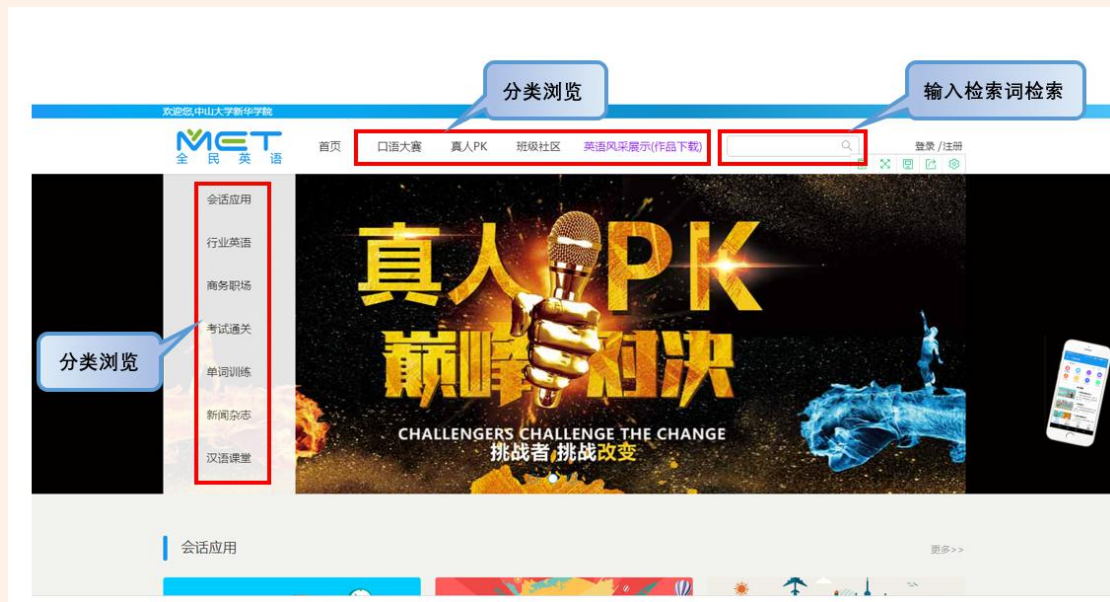 分类浏览
输入检索词检索
欢迎您,中山大学新华学院
MET
全民英语
首页 口语大赛 真人PK 班级社区 英语风采展示(作品下载) 登录 /注册
会话应用
行业英语
商务职场
考试通关
单词训练
新闻杂志
汉语课堂
分类浏览
真人PK
巅峰对决
CHALLENGERS CHALLENGE THE CHANGE
挑战者,挑战改变
会话应用 更多>>